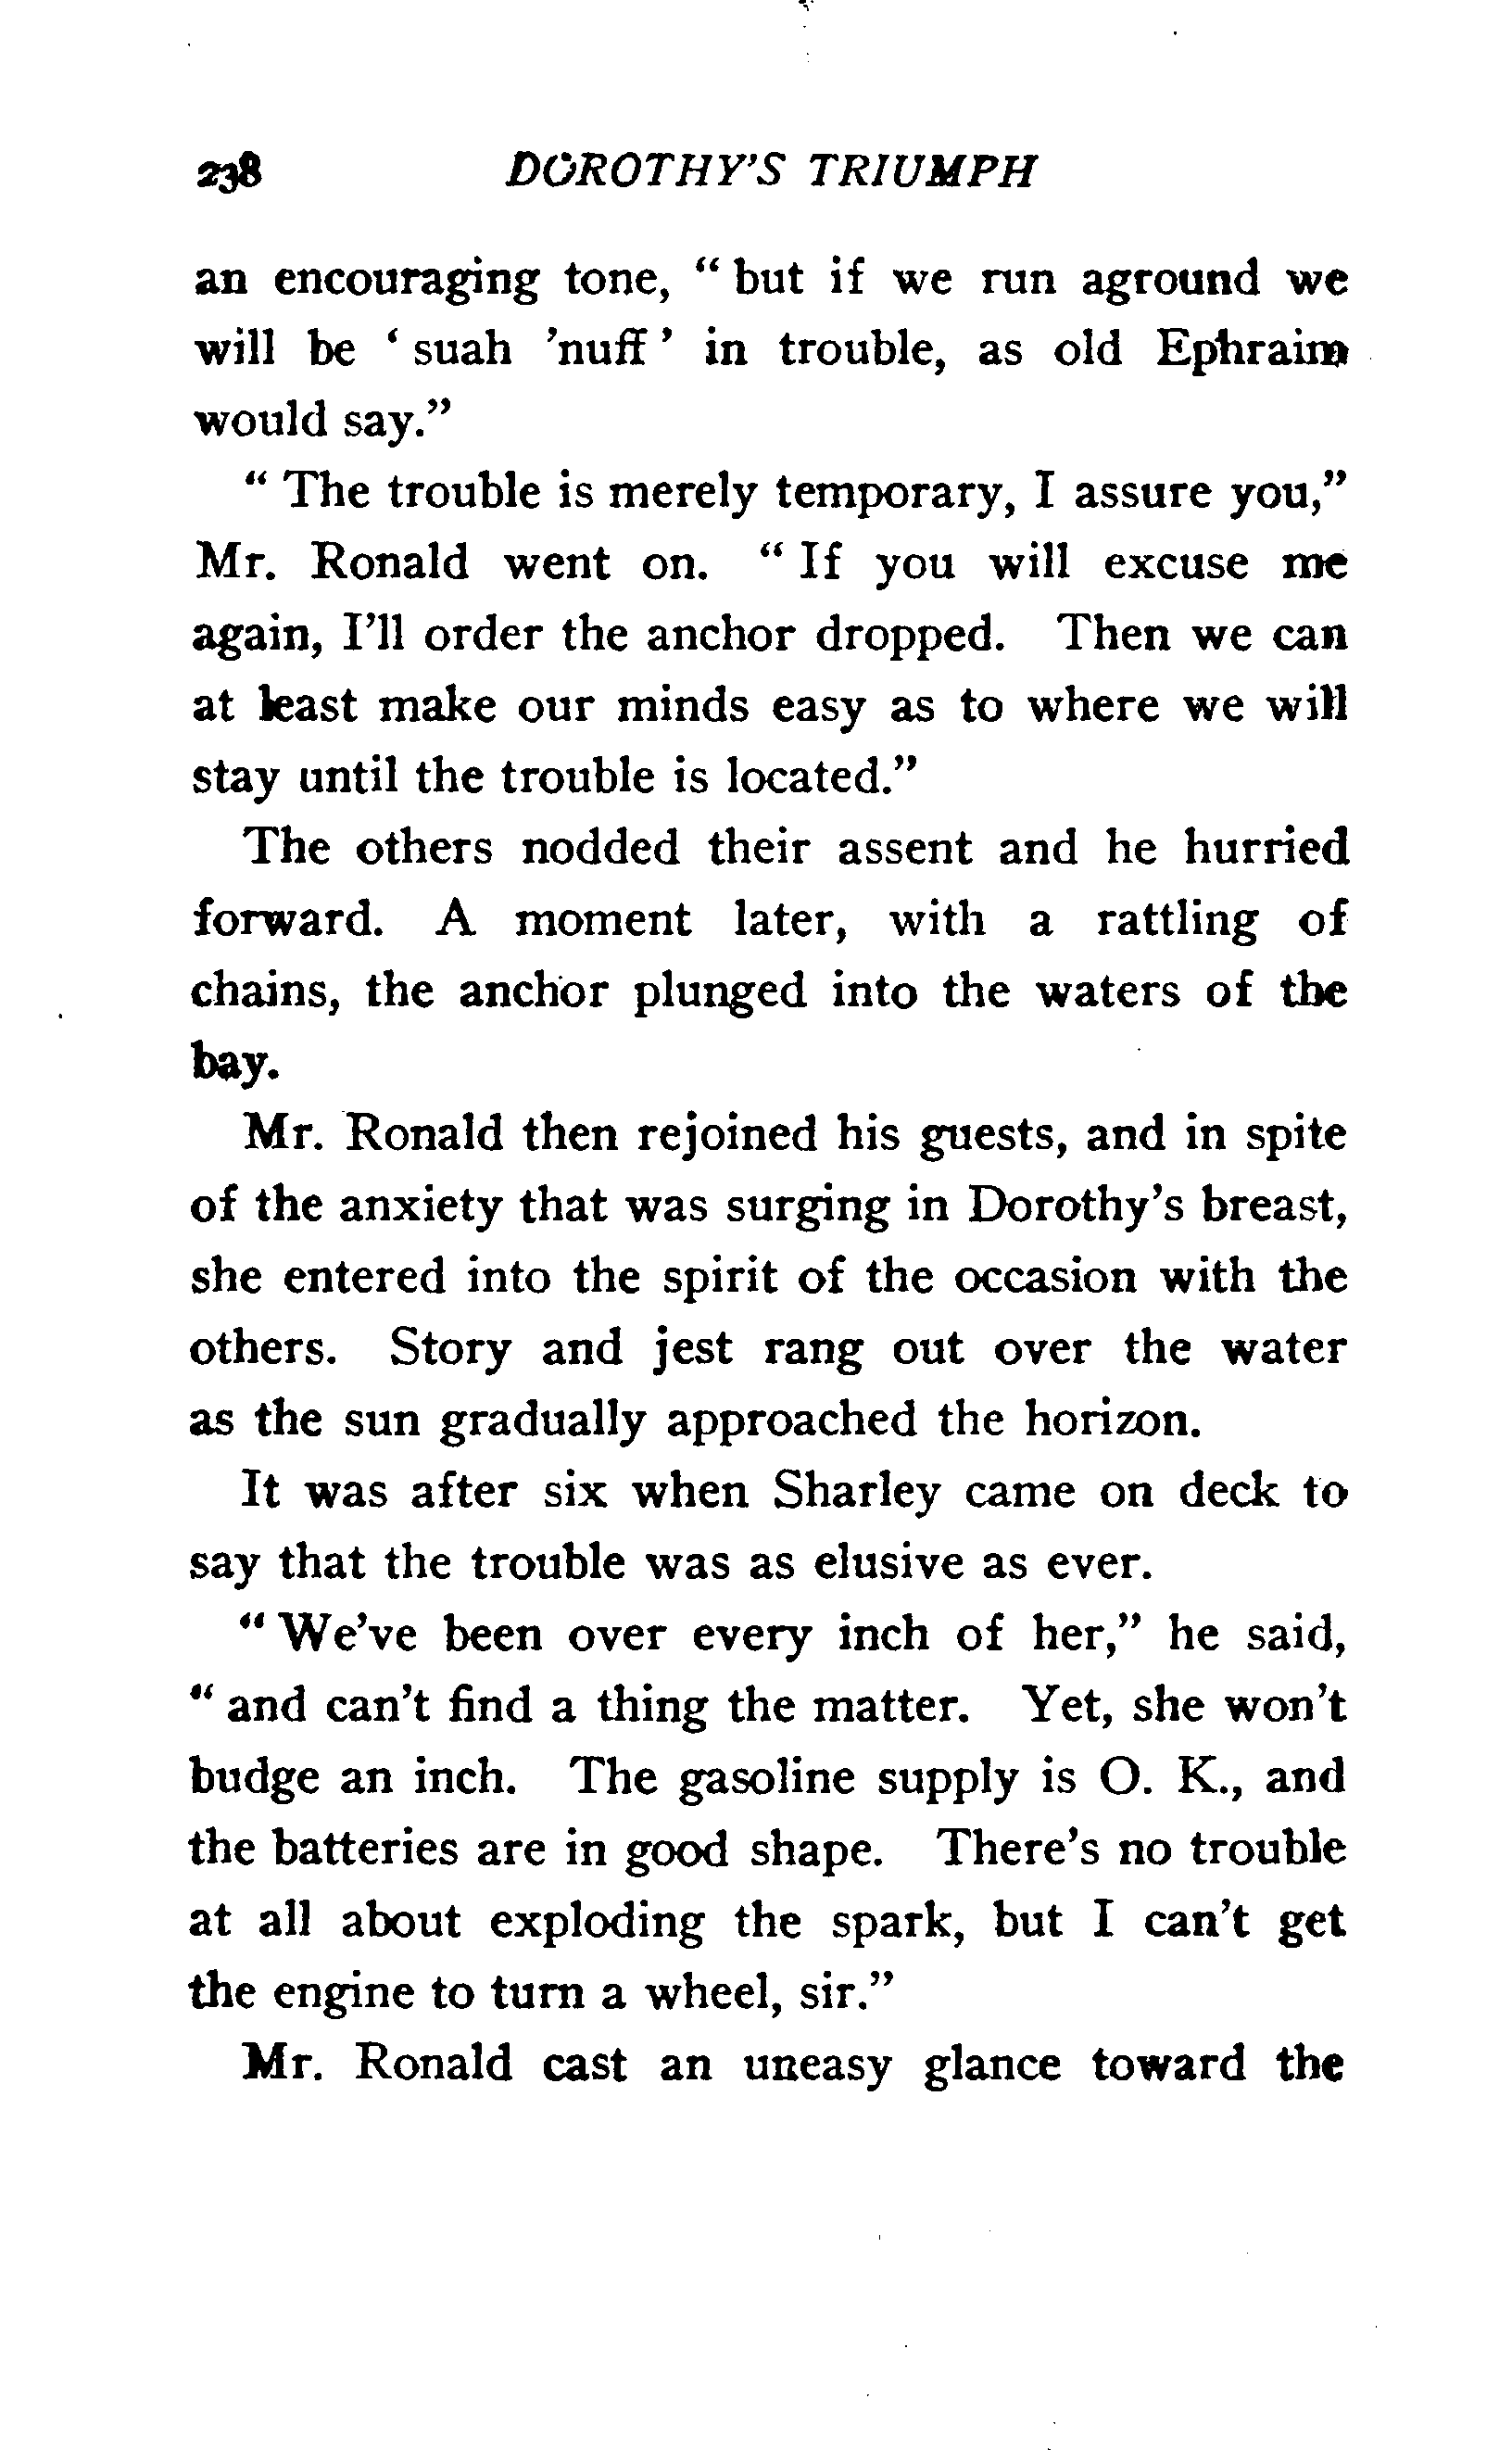 238 DOROTHY'S TRIUMPH
an encouraging tone, " but if we run aground we
will be ' suah 'nuff ' in trouble, as old Ephraim
would say."
" The trouble is merely temporary, I assure you,"
Mr. Ronald went on. " If you will excuse me
again, I'll order the anchor dropped. Then we can
at least make our minds easy as to where we will
stay until the trouble is located."
The others nodded their assent and he hurried
forward. A moment later, with a rattling of
chains, the anchor plunged into the waters of the
bay.
Mr. Ronald then rejoined his guests, and in spite
of the anxiety that was surging in Dorothy's breast,
she entered into the spirit of the occasion with the
others. Story and jest rang out over the water
as the sun gradually approached the horizon.
It was after six when Sharley came on deck to
say that the trouble was as elusive as ever.
" We've been over every inch of her," he said,
" and can't find a thing the matter. Yet, she won't
budge an inch. The gasoline supply is O. K., and
the batteries are in good shape. There's no trouble
at all about exploding the spark, but I can't get
the engine to turn a wheel, sir."
Mr. Ronald cast an uneasy glance toward the